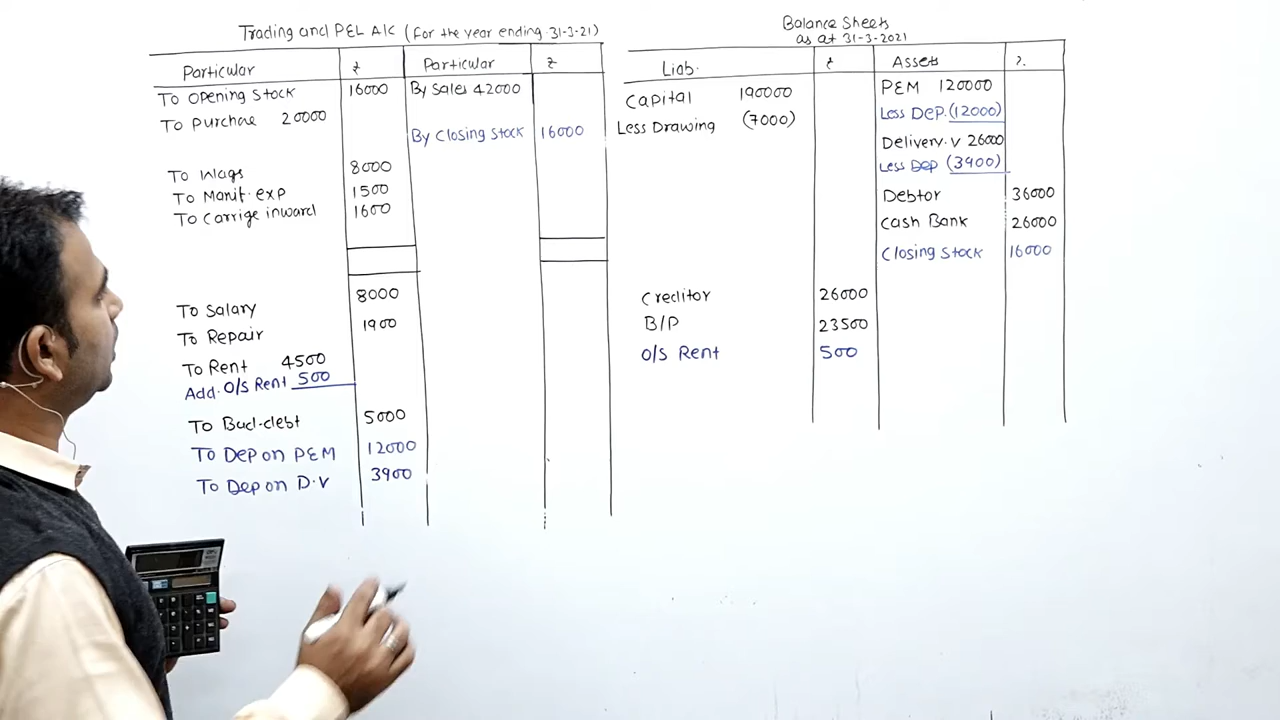 Trading and P&L A/C (For the year ending 31-3-21)
Particular ₹ Particular ₹
To Opening Stock 16000 By Sales 42000
To Purchae 20000
By Closing Stock 16000
To Wags 8000
To Manit. exp 1500
To Carrige inward 1600
To Salary 8000
To Repair 1900
To Rent 4500
Add. O/S Rent 500
To Bad-debt 5000
To Dep on P&M 12000
To Dep on D.V 3900
Balance Sheets
as at 31-3-2021
Liab. ₹ Assets ₹
Capital 190000 P&M 120000
Less Drawing (7000) Less Dep. (12000)
Delivery. V 26000
Less Dep (3900)
Debtor 36000
Cash Bank 26000
Closing Stock 16000
Creditor 26000
B/P 23500
O/S Rent 500